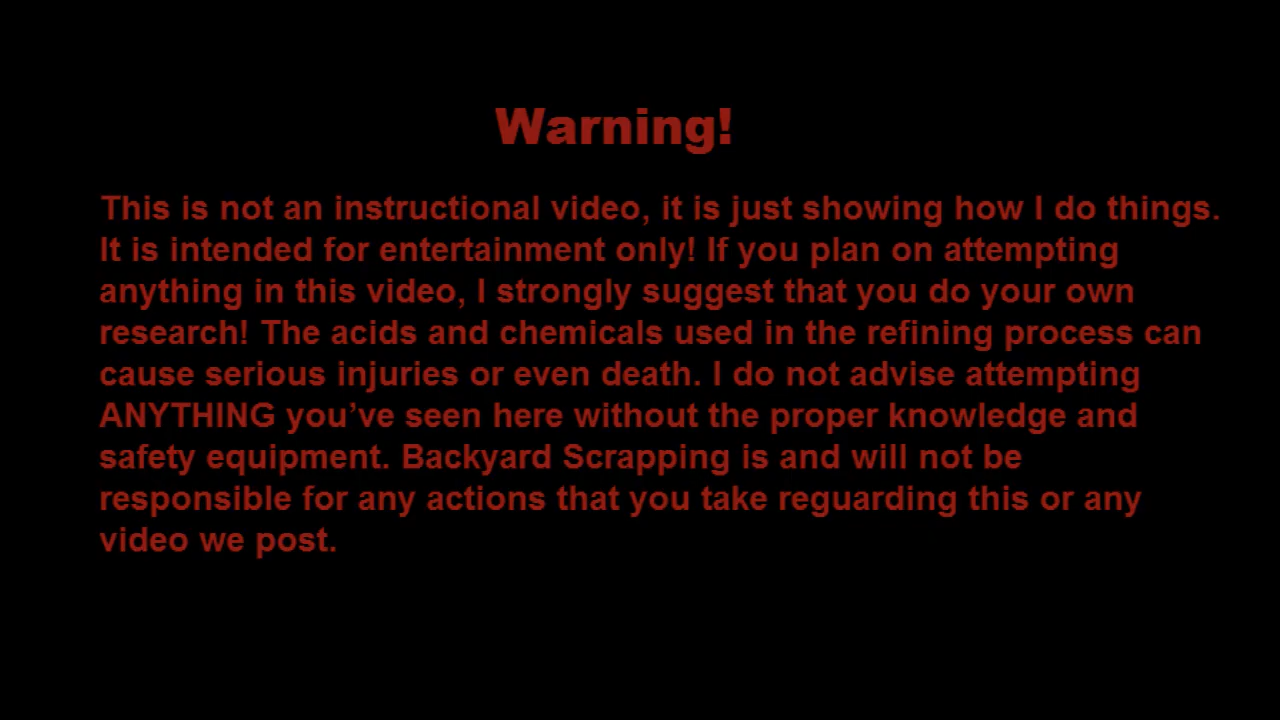 Warning!
This is not an instructional video, it is just showing how I do things.
It is intended for entertainment only! If you plan on attempting
anything in this video, I strongly suggest that you do your own
research! The acids and chemicals used in the refining process can
cause serious injuries or even death. I do not advise attempting
ANYTHING you’ve seen here without the proper knowledge and
safety equipment. Backyard Scrapping is and will not be
responsible for any actions that you take reguarding this or any
video we post.